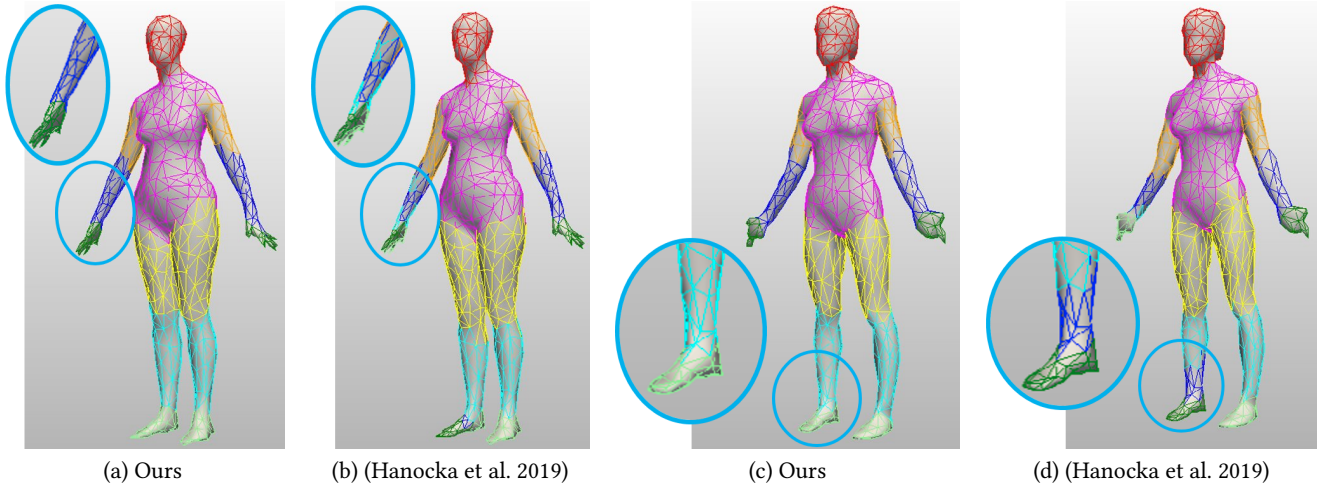 (a) Ours
(b) (Hanocka et al. 2019)
(c) Ours
(d) (Hanocka et al. 2019)